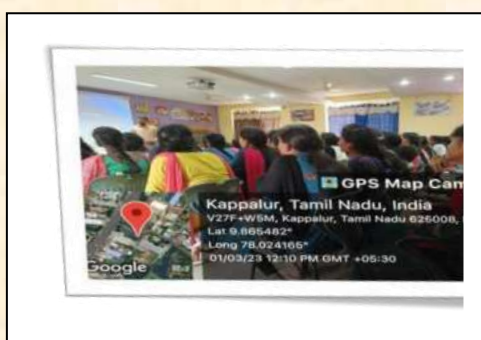 GPS Map Cam
Kappalur, Tamil Nadu, India
V27F+W5M, Kappalur, Tamil Nadu 625008,
Lat 9.865482°
Long 78.024165°
01/03/23 12:10 PM GMT +05:30
Google